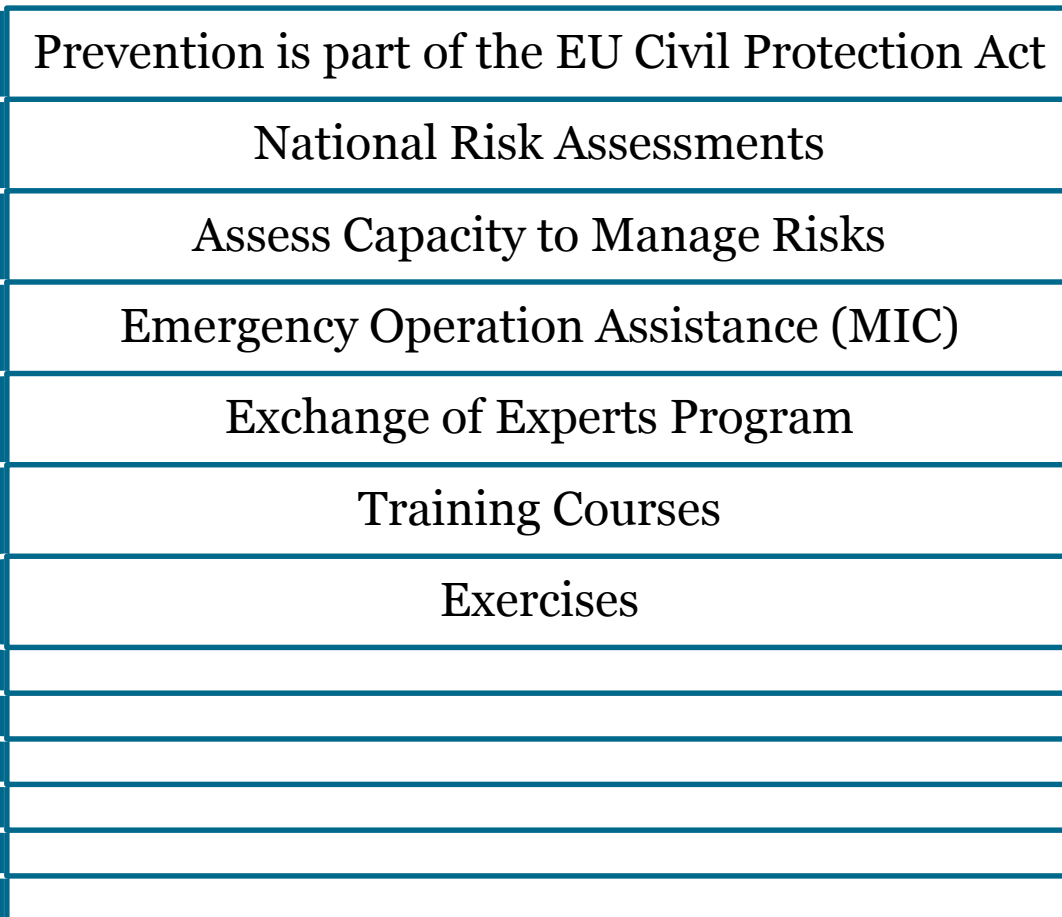 Prevention is part of the EU Civil Protection Act
National Risk Assessments
Assess Capacity to Manage Risks
Emergency Operation Assistance (MIC)
Exchange of Experts Program
Training Courses
Exercises